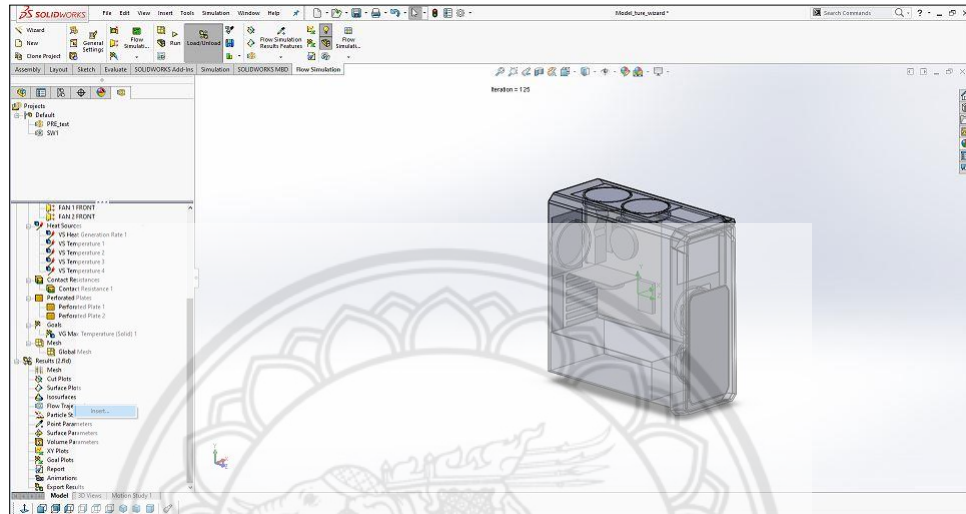 SOLIDWORKS File Edit View Insert Tools Simulation Window Help Model_ture_wizard * Search Commands
Wizard
New
Clone Project
General Settings
Flow Simulati...
Run
Load/Unload
Flow Simulation Results Features
Flow Simulati...
Assembly Layout Sketch Evaluate SOLIDWORKS Add-Ins Simulation SOLIDWORKS MBD Flow Simulation
Iteration = 125
Projects
Default
PRE_test
SW1
FAN 1 FRONT
FAN 2 FRONT
Heat Sources
VS Heat Generation Rate 1
VS Temperature 1
VS Temperature 2
VS Temperature 3
VS Temperature 4
Contact Resistances
Contact Resistance 1
Perforated Plates
Perforated Plate 1
Perforated Plate 2
Goals
VG Max Temperature (Solid) 1
Mesh
Global Mesh
Results (2.fld)
Mesh
Cut Plots
Surface Plots
Isosurfaces
Flow Traje
Insert...
Particle St
Point Parameters
Surface Parameters
Volume Parameters
XY Plots
Goal Plots
Report
Animations
Export Results
Model 3D Views Motion Study 1